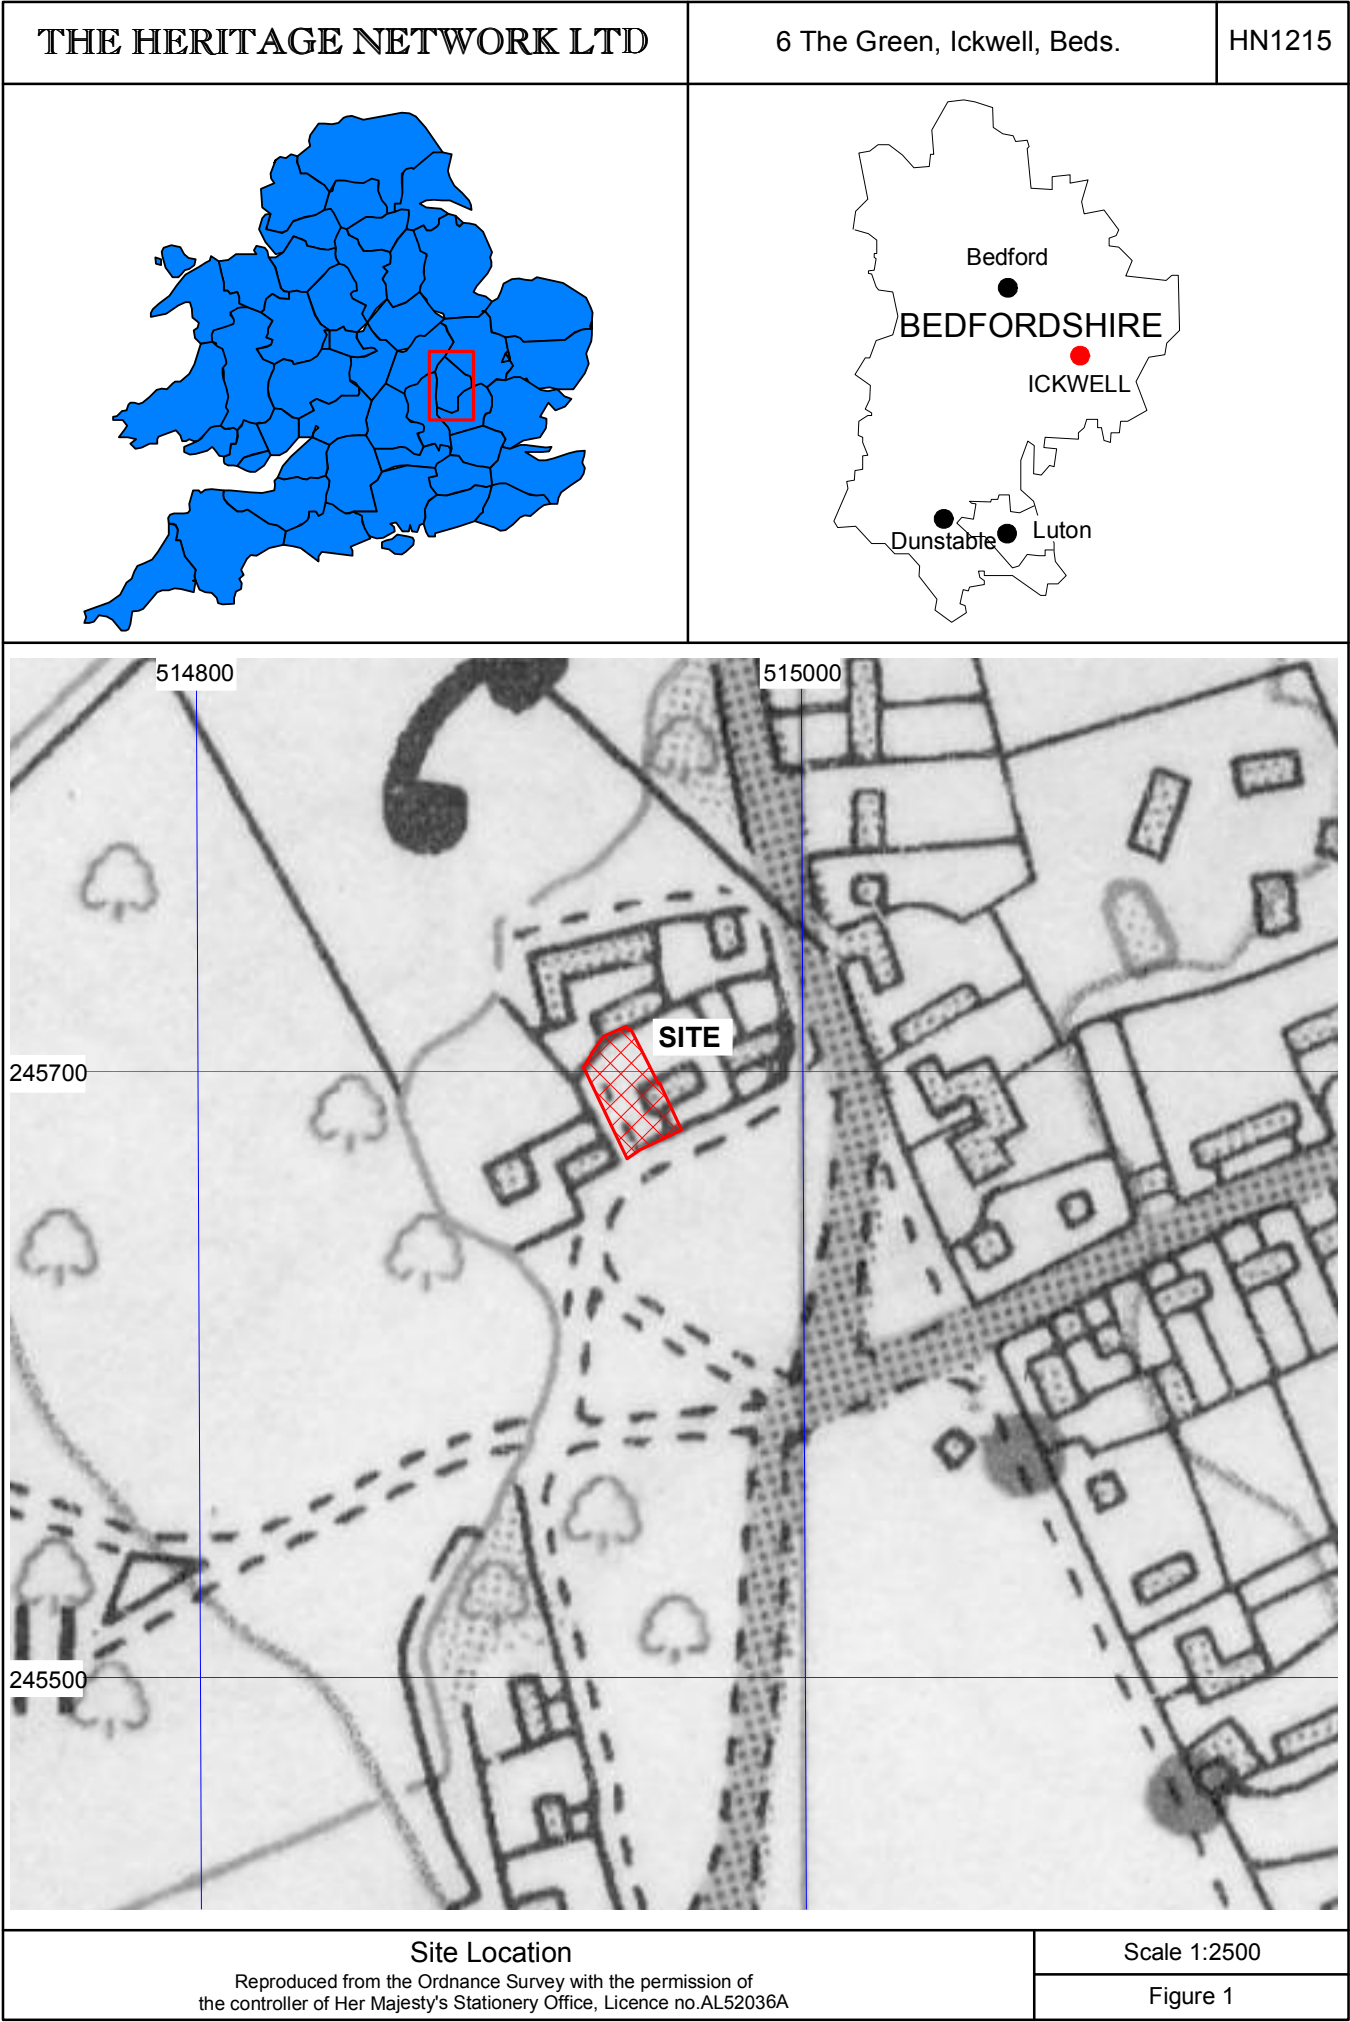 THE HERITAGE NETWORK LTD
6 The Green, Ickwell, Beds.
HN1215
Bedford
BEDFORDSHIRE
ICKWELL
Dunstable
Luton
514800
515000
SITE
245700
245500
Site Location
Reproduced from the Ordnance Survey with the permission of
the controller of Her Majesty's Stationery Office, Licence no.AL52036A
Scale 1:2500
Figure 1